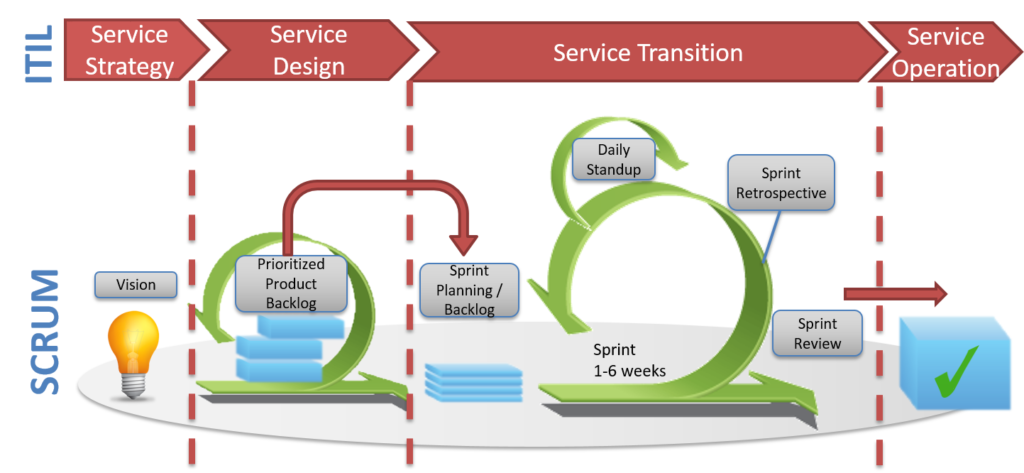 ITIL
Service
Strategy
Service
Design
Service Transition
Service
Operation
SCRUM
Vision
Prioritized
Product
Backlog
Sprint
Planning /
Backlog
Daily
Standup
Sprint
Retrospective
Sprint
1-6 weeks
Sprint
Review